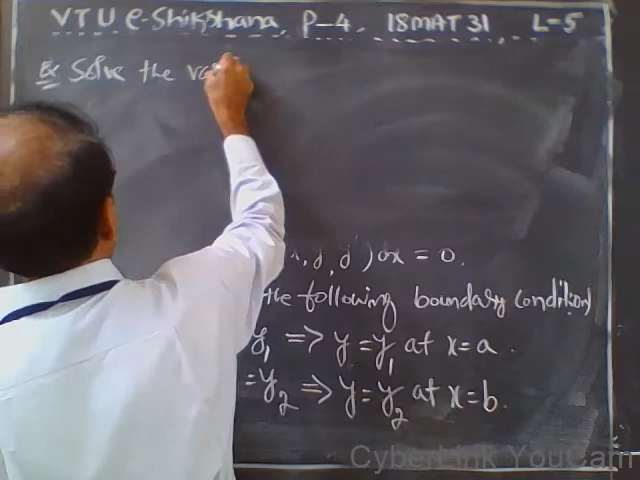 VTU e-Shikshana, P-4, 18MAT31, L-5
Ex Solve the va
x, y, y')dx = 0.
the following boundary condition)
y₁ => y=y₁ at x=a.
=y₂ => y=y₂ at x=b.
CyberLink YouCam